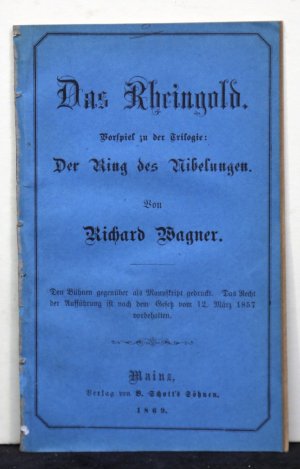 Das Rheingold.
Vorspiel zu der Trilogie:
Der Ring des Nibelungen.
Von
Richard Wagner.
Den Bühnen gegenüber als Manuskript gedruckt. Das Recht
der Aufführung ist nach dem Gesetz vom 12. März 1857
vorbehalten.
Mainz,
Verlag von B. Schott's Söhnen.
1869.